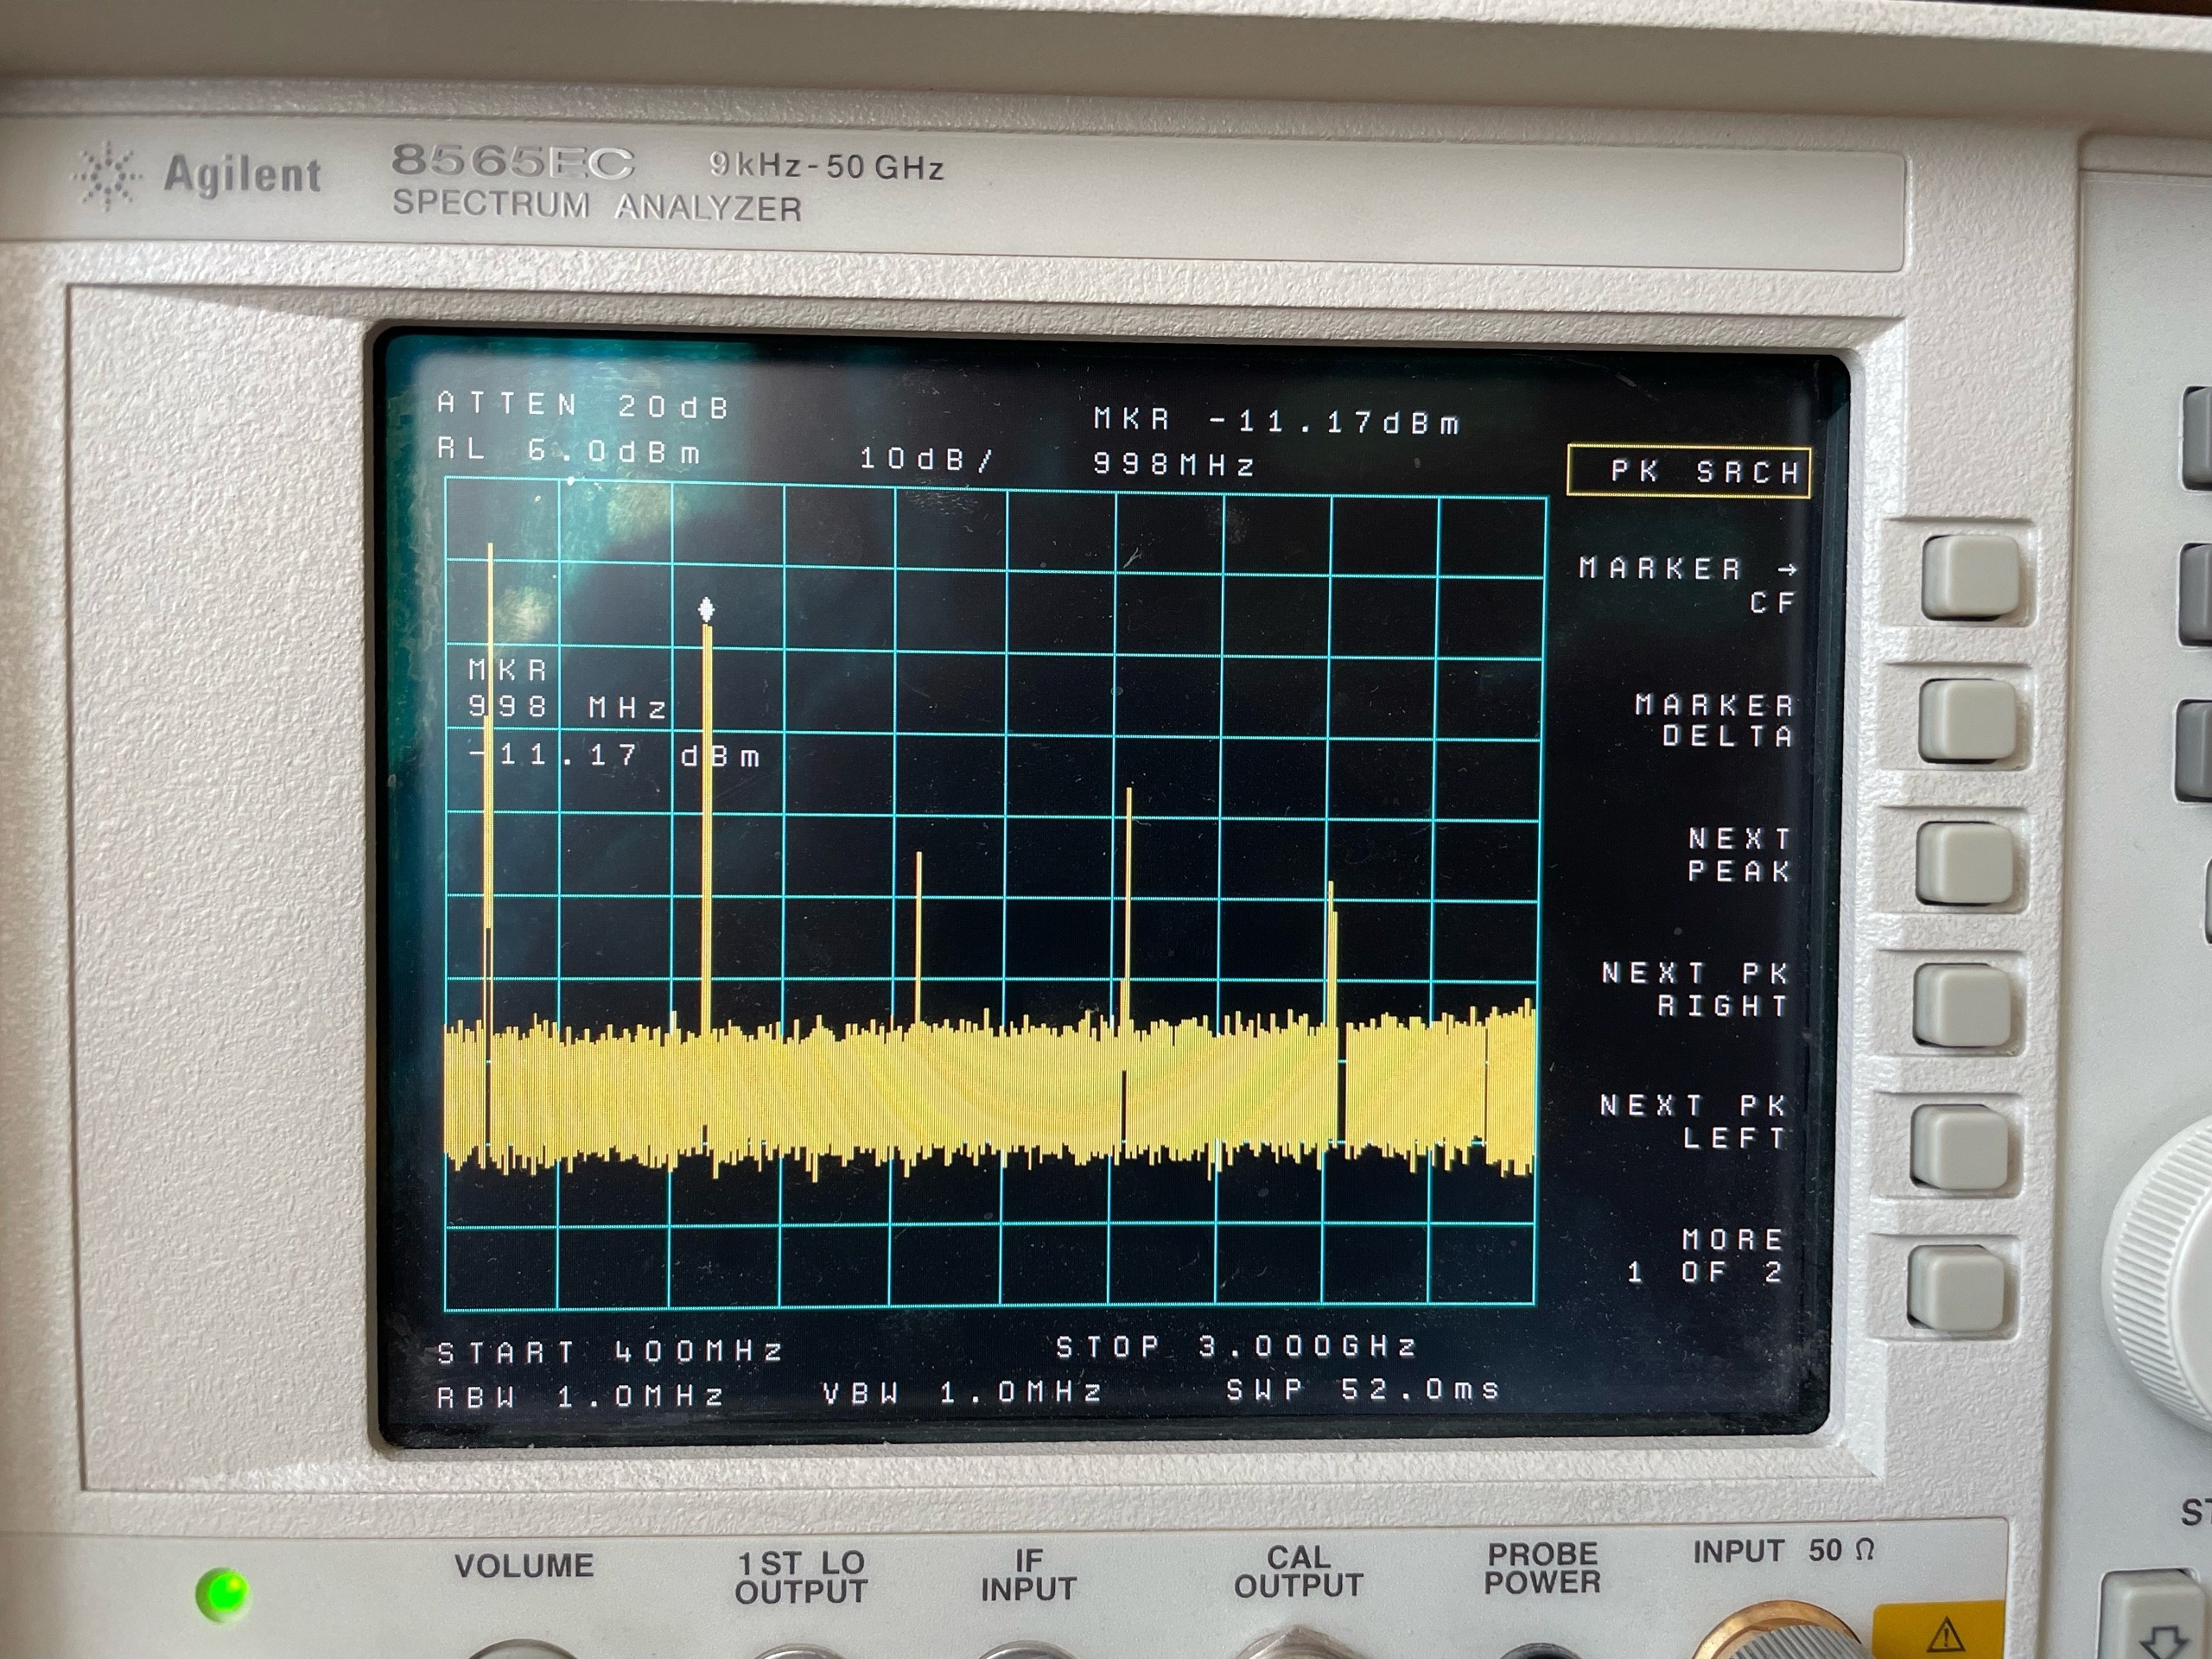 Agilent 8565EC 9kHz-50 GHz
SPECTRUM ANALYZER
ATTEN 20dB
RL 6.0dBm
10dB/
MKR -11.17dBm
998MHz
MKR
998 MHz
-11.17 dBm
PK SRCH
MARKER →
CF
MARKER
DELTA
NEXT
PEAK
NEXT PK
RIGHT
NEXT PK
LEFT
MORE
1 OF 2
START 400MHz
STOP 3.000GHz
RBW 1.0MHz
VBW 1.0MHz
SWP 52.0ms
VOLUME
1ST LO
OUTPUT
IF
INPUT
CAL
OUTPUT
PROBE
POWER
INPUT 50 Ω